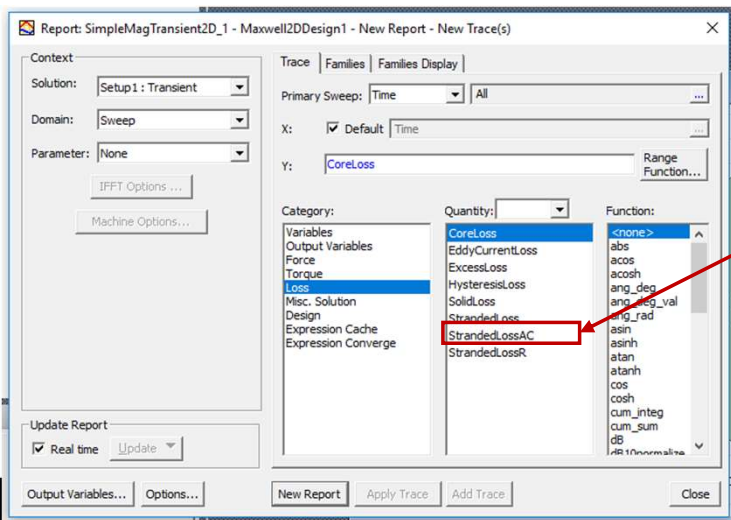 Report: SimpleMagTransient2D_1 - Maxwell2DDesign1 - New Report - New Trace(s)
Context
Solution: Setup1 : Transient
Domain: Sweep
Parameter: None
IFFT Options ...
Machine Options...
Update Report
Real time Update
Output Variables... Options...
Trace Families Families Display
Primary Sweep: Time All ...
X: Default Time ...
Y: CoreLoss Range Function...
Category:
Variables
Output Variables
Force
Torque
Loss
Misc. Solution
Design
Expression Cache
Expression Converge
Quantity:
CoreLoss
EddyCurrentLoss
ExcessLoss
HysteresisLoss
SolidLoss
StrandedLoss
StrandedLossAC
StrandedLossR
Function:
<none>
abs
acos
acosh
ang_deg
ang_deg_val
ang_rad
asin
asinh
atan
atanh
cos
cosh
cum_integ
cum_sum
dB
dB10normalize
New Report Apply Trace Add Trace Close